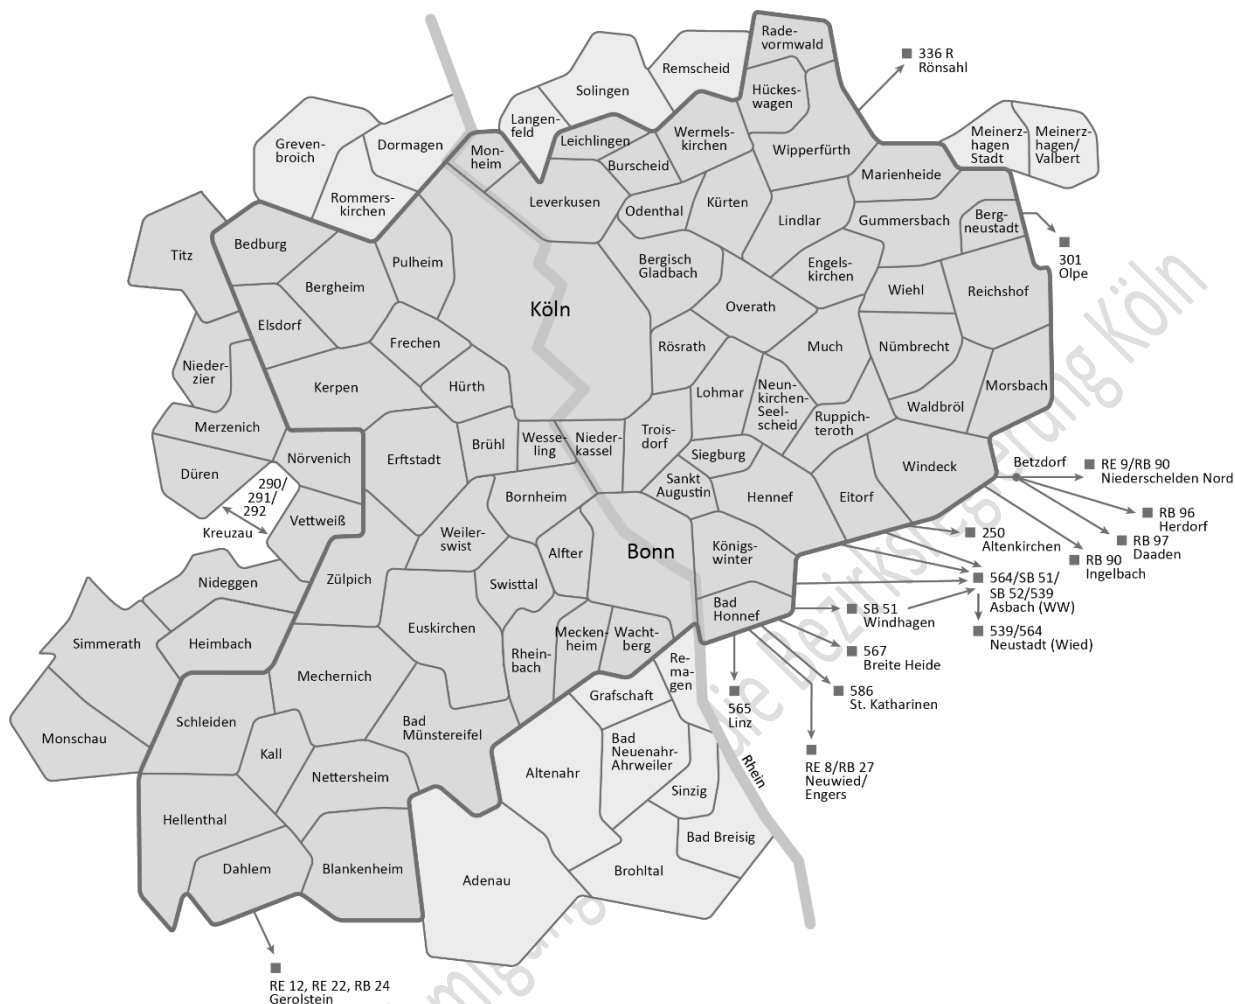 Rade-
vormwald
336 R
Rönsahl
Remscheid
Solingen
Hückes-
wagen
Langen-
feld
Meinerz-
hagen
Stadt
Meinerz-
hagen/
Valbert
Greven-
broich
Dormagen
Mon-
heim
Leichlingen
Wermels-
kirchen
Wipperfürth
Burscheid
Marienheide
Rommers-
kirchen
Leverkusen
Odenthal
Kürten
Lindlar
Gummersbach
Berg-
neustadt
Titz
Bedburg
Pulheim
Bergisch
Gladbach
Engels-
kirchen
301
Olpe
Bergheim
Wiehl
Reichshof
Köln
Overath
Elsdorf
Frechen
Rösrath
Much
Nümbrecht
Nieder-
zier
Kerpen
Hürth
Lohmar
Neun-
kirchen-
Seel-
scheid
Morsbach
Waldbröl
Ruppich-
teroth
Merzenich
Brühl
Wesse-
ling
Nieder-
kassel
Trois-
dorf
Siegburg
Nörvenich
Erftstadt
Windeck
Betzdorf
RE 9/RB 90
Niederschelden Nord
Düren
290/
291/
292
Bornheim
Sankt
Augustin
Hennef
Eitorf
RB 96
Herdorf
Kreuzau
Vettweiß
Weiler-
swist
Alfter
Bonn
Königs-
winter
250
Altenkirchen
RB 97
Daaden
RB 90
Ingelbach
Nideggen
Zülpich
Swisttal
564/SB 51/
SB 52/539
Asbach (WW)
Bad
Honnef
SB 51
Windhagen
Simmerath
Heimbach
Euskirchen
Mecken-
heim
Wacht-
berg
539/564
Neustadt (Wied)
Rhein-
bach
Re-
magen
567
Breite Heide
Mechernich
Grafschaft
565
Linz
586
St. Katharinen
Schleiden
Bad
Münstereifel
Monschau
Kall
Bad
Neuenahr-
Ahrweiler
Nettersheim
Altenahr
Rhein
RE 8/RB 27
Neuwied/
Engers
Sinzig
Hellenthal
Bad Breisig
Dahlem
Blankenheim
Adenau
Brohltal
RE 12, RE 22, RB 24
Gerolstein
die Bezirksregierung Köln